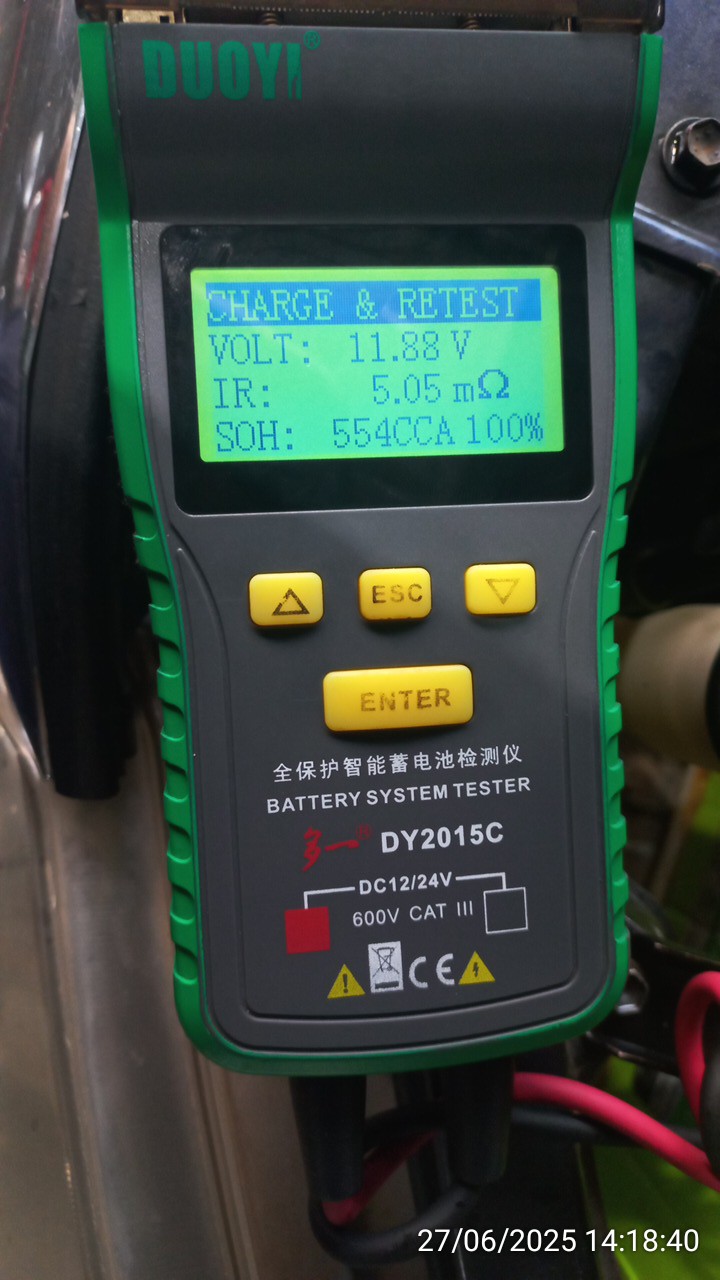 DUOYI®
CHARGE & RETEST
VOLT: 11.88 V
IR: 5.05 mΩ
SOH: 554CCA 100%
ESC
ENTER
全保护智能蓄电池检测仪
BATTERY SYSTEM TESTER
多一® DY2015C
DC12/24V
600V CAT III
CE
27/06/2025 14:18:40